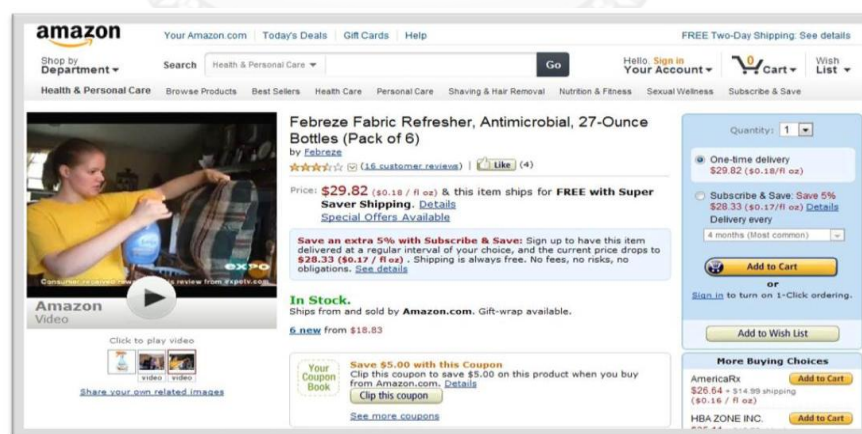 amazon
Your Amazon.com | Today's Deals | Gift Cards | Help
FREE Two-Day Shipping: See details
Shop by
Department
Search Health & Personal Care
Go
Hello. Sign in
Your Account
0
Cart
Wish
List
Health & Personal Care Browse Products Best Sellers Health Care Personal Care Shaving & Hair Removal Nutrition & Fitness Sexual Wellness Subscribe & Save
Consumer received
this review from expotv.com
expo
Amazon
Video
Click to play video
video video
Share your own related images
Febreze Fabric Refresher, Antimicrobial, 27-Ounce
Bottles (Pack of 6)
by Febreze
(16 customer reviews) | Like (4)
Price: $29.82 ($0.18 / fl oz) & this item ships for FREE with Super
Saver Shipping. Details
Special Offers Available
Save an extra 5% with Subscribe & Save: Sign up to have this item
delivered at a regular interval of your choice, and the current price drops to
$28.33 ($0.17 / fl oz) . Shipping is always free. No fees, no risks, no
obligations. See details
In Stock.
Ships from and sold by Amazon.com. Gift-wrap available.
6 new from $18.83
Your
Coupon
Book
Save $5.00 with this Coupon
Clip this coupon to save $5.00 on this product when you buy
from Amazon.com. Details
Clip this coupon
See more coupons
Quantity: 1
One-time delivery
$29.82 ($0.18/fl oz)
Subscribe & Save: Save 5%
$28.33 ($0.17/fl oz) Details
Delivery every
4 months (Most common)
Add to Cart
or
Sign in to turn on 1-Click ordering.
Add to Wish List
More Buying Choices
AmericaRx Add to Cart
$26.64 + $14.99 shipping
($0.16 / fl oz)
HBA ZONE INC. Add to Cart